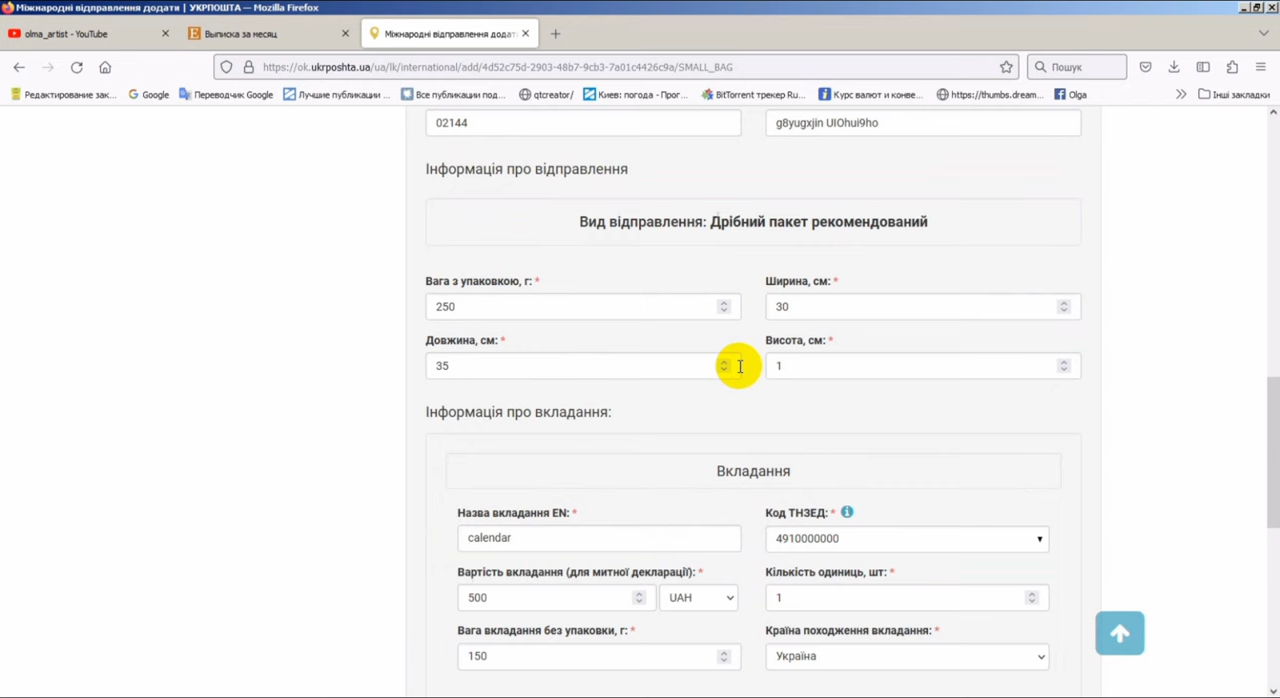 Міжнародні відправлення додати | УКРПОШТА — Mozilla Firefox
olma_artist - YouTube
Выписка за месяц
Міжнародні відправлення додат
https://ok.ukrposhta.ua/ua/lk/international/add/4d52c75d-2903-48b7-9cb3-7a01c4426c9a/SMALL_BAG
Пошук
Редактирование зак...
Google
Переводчик Google
Лучшие публикации ...
Все публикации под...
qtcreator/
Киев: погода - Прог...
BitTorrent трекер Ru...
Курс валют и конве...
https://thumbs.dream...
Olga
Інші закладки
02144
g8yugxjin UIOhui9ho
Інформація про відправлення
Вид відправлення: Дрібний пакет рекомендований
Вага з упаковкою, г: *
Ширина, см: *
250
30
Довжина, см: *
Висота, см: *
35
1
Інформація про вкладання:
Вкладання
Назва вкладання EN: *
Код ТНЗЕД: *
calendar
4910000000
Вартість вкладання (для митної декларації): *
Кількість одиниць, шт: *
500
UAH
1
Вага вкладання без упаковки, г: *
Країна походження вкладання: *
150
Україна